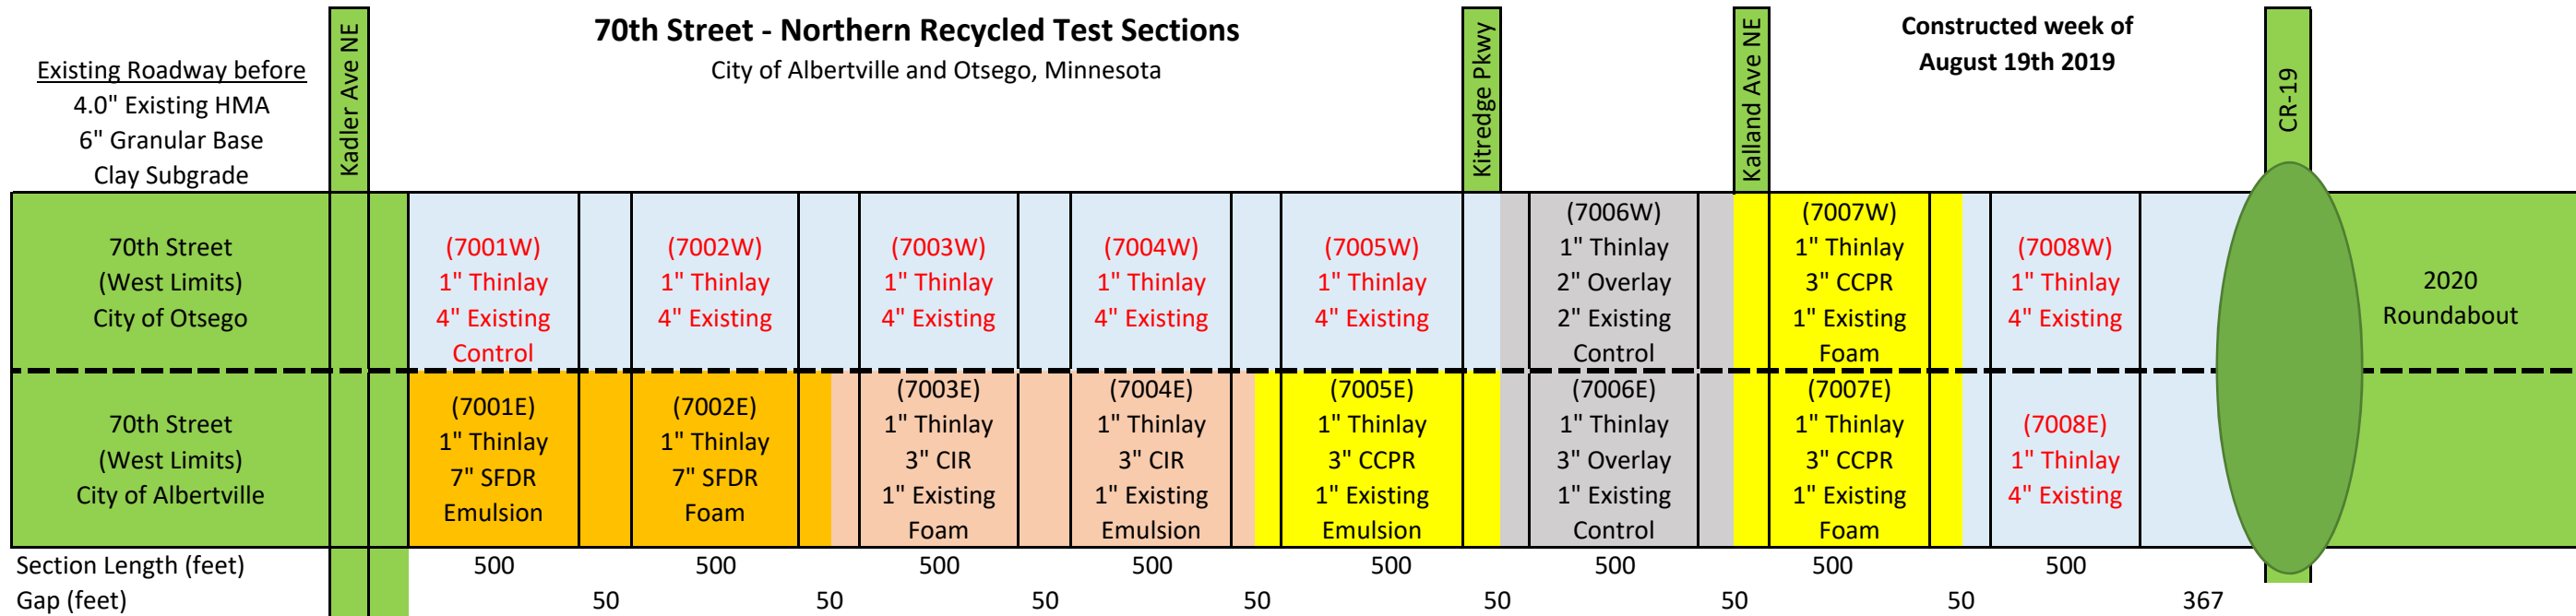 70th Street - Northern Recycled Test Sections
City of Albertville and Otsego, Minnesota
Constructed week of
August 19th 2019
Existing Roadway before
4.0" Existing HMA
6" Granular Base
Clay Subgrade
Kadler Ave NE
Kitredge Pkwy
Kalland Ave NE
CR-19
70th Street
(West Limits)
City of Otsego
(7001W)
1" Thinlay
4" Existing
Control
(7002W)
1" Thinlay
4" Existing
(7003W)
1" Thinlay
4" Existing
(7004W)
1" Thinlay
4" Existing
(7005W)
1" Thinlay
4" Existing
(7006W)
1" Thinlay
2" Overlay
2" Existing
Control
(7007W)
1" Thinlay
3" CCPR
1" Existing
Foam
(7008W)
1" Thinlay
4" Existing
2020
Roundabout
70th Street
(West Limits)
City of Albertville
(7001E)
1" Thinlay
7" SFDR
Emulsion
(7002E)
1" Thinlay
7" SFDR
Foam
(7003E)
1" Thinlay
3" CIR
1" Existing
Foam
(7004E)
1" Thinlay
3" CIR
1" Existing
Emulsion
(7005E)
1" Thinlay
3" CCPR
1" Existing
Emulsion
(7006E)
1" Thinlay
3" Overlay
1" Existing
Control
(7007E)
1" Thinlay
3" CCPR
1" Existing
Foam
(7008E)
1" Thinlay
4" Existing
Section Length (feet) 500 500 500 500 500 500 500 500
Gap (feet) 50 50 50 50 50 50 50 367